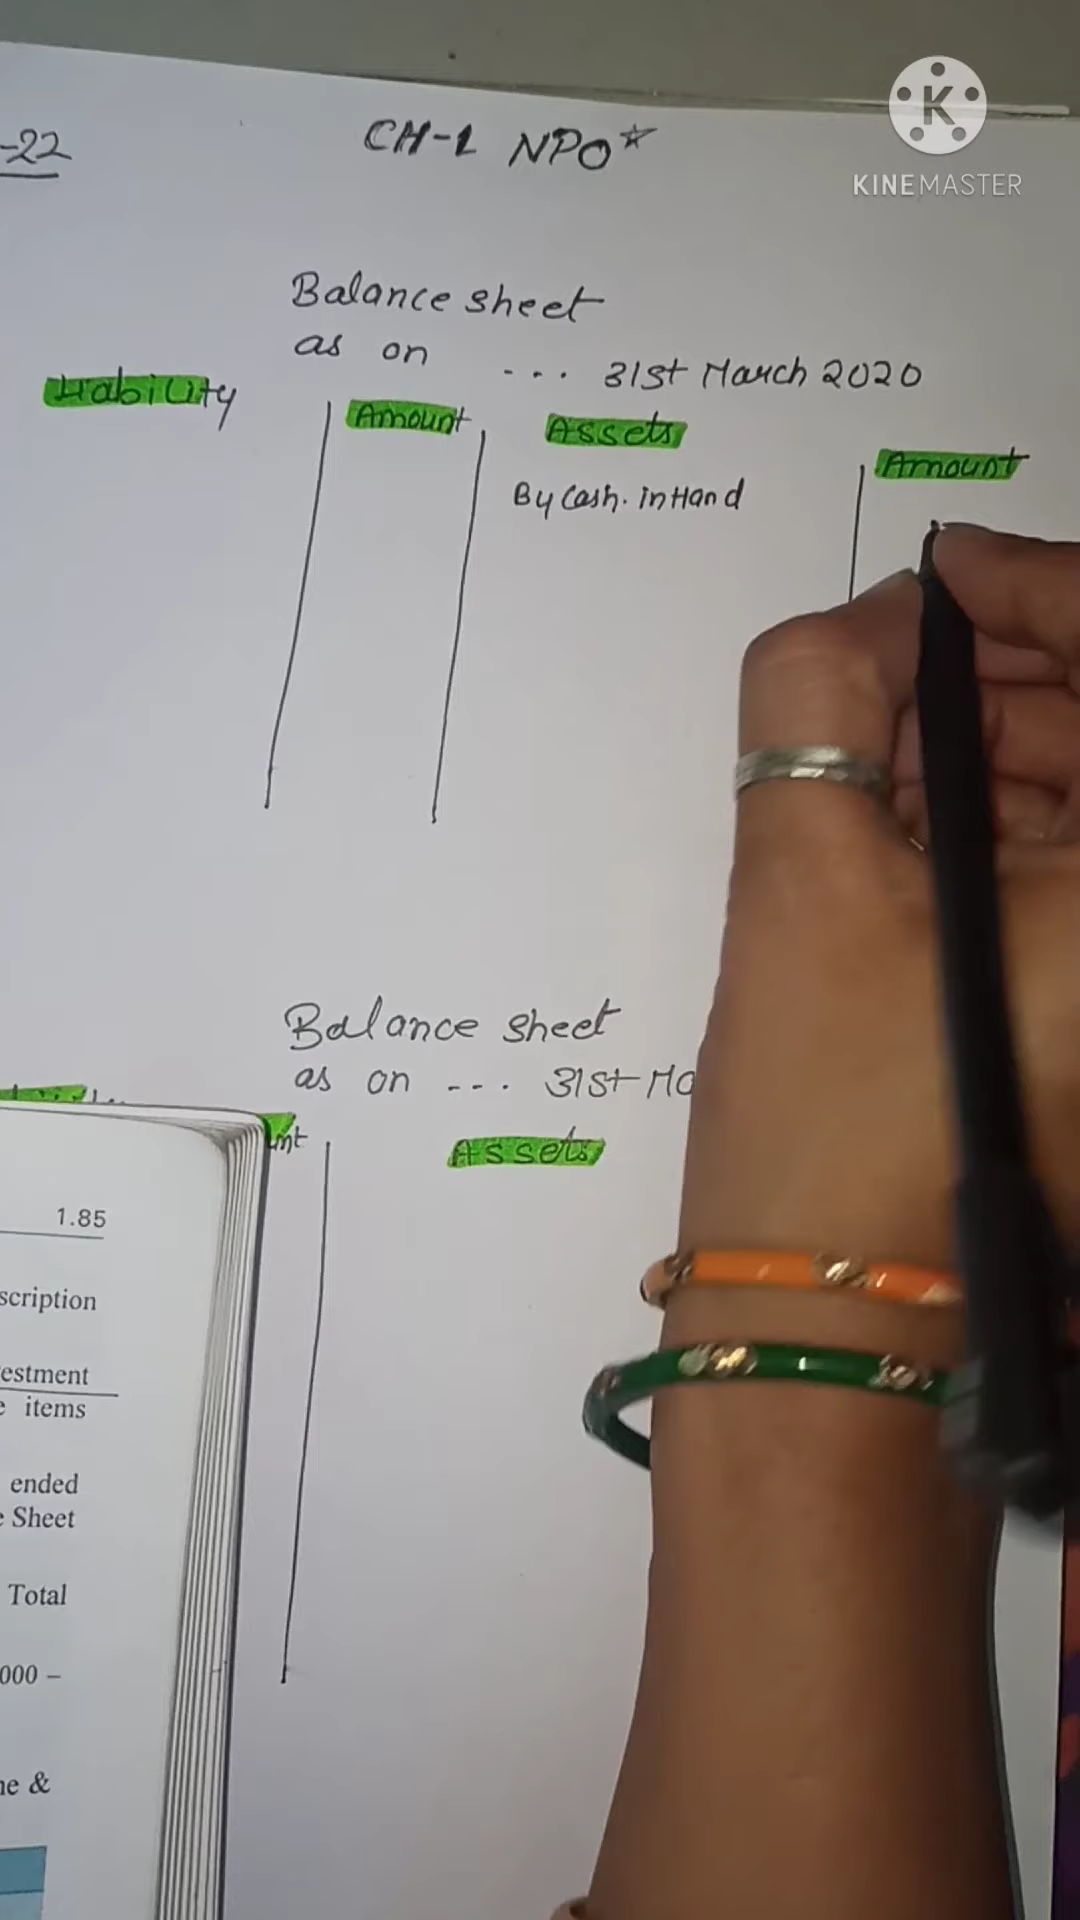 KINEMASTER
-22
CH-1 NPO*
Balance sheet
as on ... 31st March 2020
Liability Amount Assets Amount
By Cash. in Hand
Balance sheet
as on --- 31st
Assets
1.85
scription
estment
e items
ended
e Sheet
Total
000 –
ne &